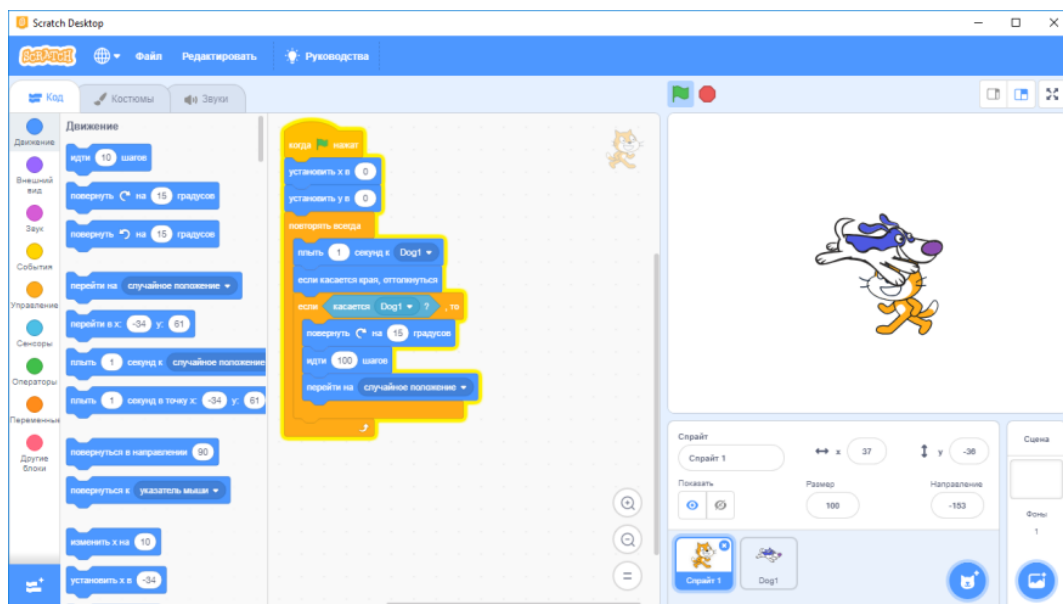 Scratch Desktop
SCRATCH Файл Редактировать Руководства
Код Костюмы Звуки
Движение
Внешний вид
Звук
События
Управление
Сенсоры
Операторы
Переменные
Другие блоки
Движение
идти 10 шагов
повернуть на 15 градусов
повернуть на 15 градусов
перейти на случайное положение
перейти в x: -34 y: 61
плыть 1 секунд к случайное положение
плыть 1 секунд в точку x: -34 y: 61
повернуться в направлении 90
повернуться к указатель мыши
изменить x на 10
установить x в -34
когда нажат
установить x в 0
установить y в 0
повторять всегда
плыть 1 секунд к Dog1
если касается края, оттолкнуться
если касается Dog1 ? , то
повернуть на 15 градусов
идти 100 шагов
перейти на случайное положение
Спрайт
Спрайт 1 x 37 y -36
Показать Размер Направление
100 -153
Спрайт 1 Dog1
Сцена
Фоны
1